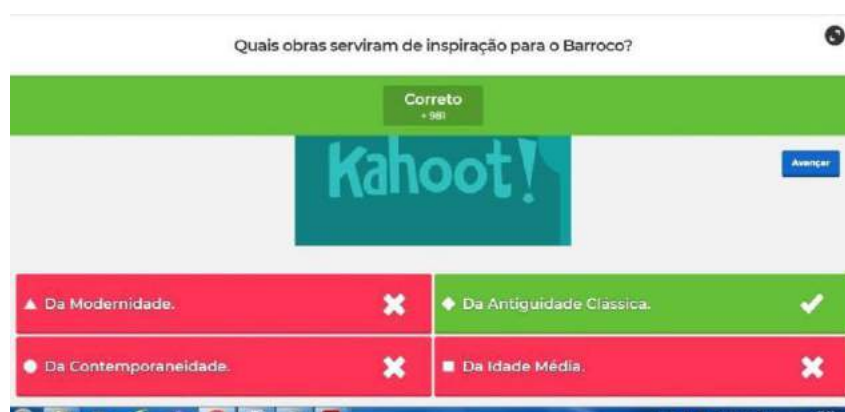 Quais obras serviram de inspiração para o Barroco?
Correto
+ 981
Kahoot!
Avançar
Da Modernidade.
Da Antiguidade Clássica.
Da Contemporaneidade.
Da Idade Média.